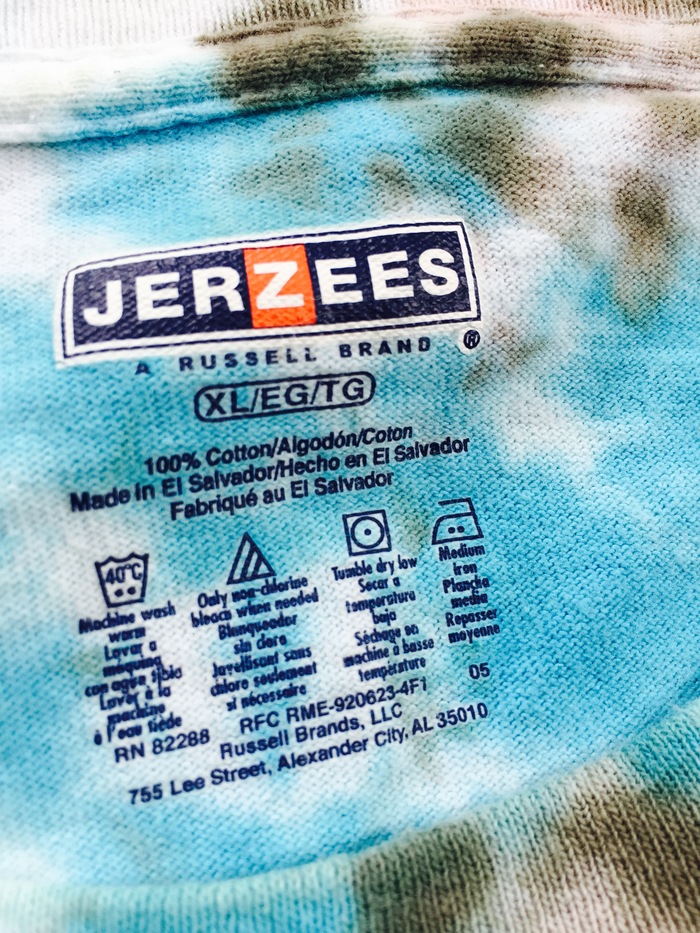 JERZEES
A RUSSELL BRAND ®
XL/EG/TG
100% Cotton/Algodón/Coton
Made in El Salvador/Hecho en El Salvador
Fabriqué au El Salvador
40°C
Machine wash
warm
Lavar a
máquina
con agua tibia
Laver à la
machine
à l'eau tiède
Only non-chlorine
bleach when needed
Blanqueador
sin cloro
Javellisant sans
chlore seulement
si nécessaire
Tumble dry low
Secar a
temperatura
baja
Séchage en
machine à basse
température
Medium
Iron
Plancha
media
Repasser
moyenne
05
RN 82288 RFC RME-920623-4F1
Russell Brands, LLC
755 Lee Street, Alexander City, AL 35010